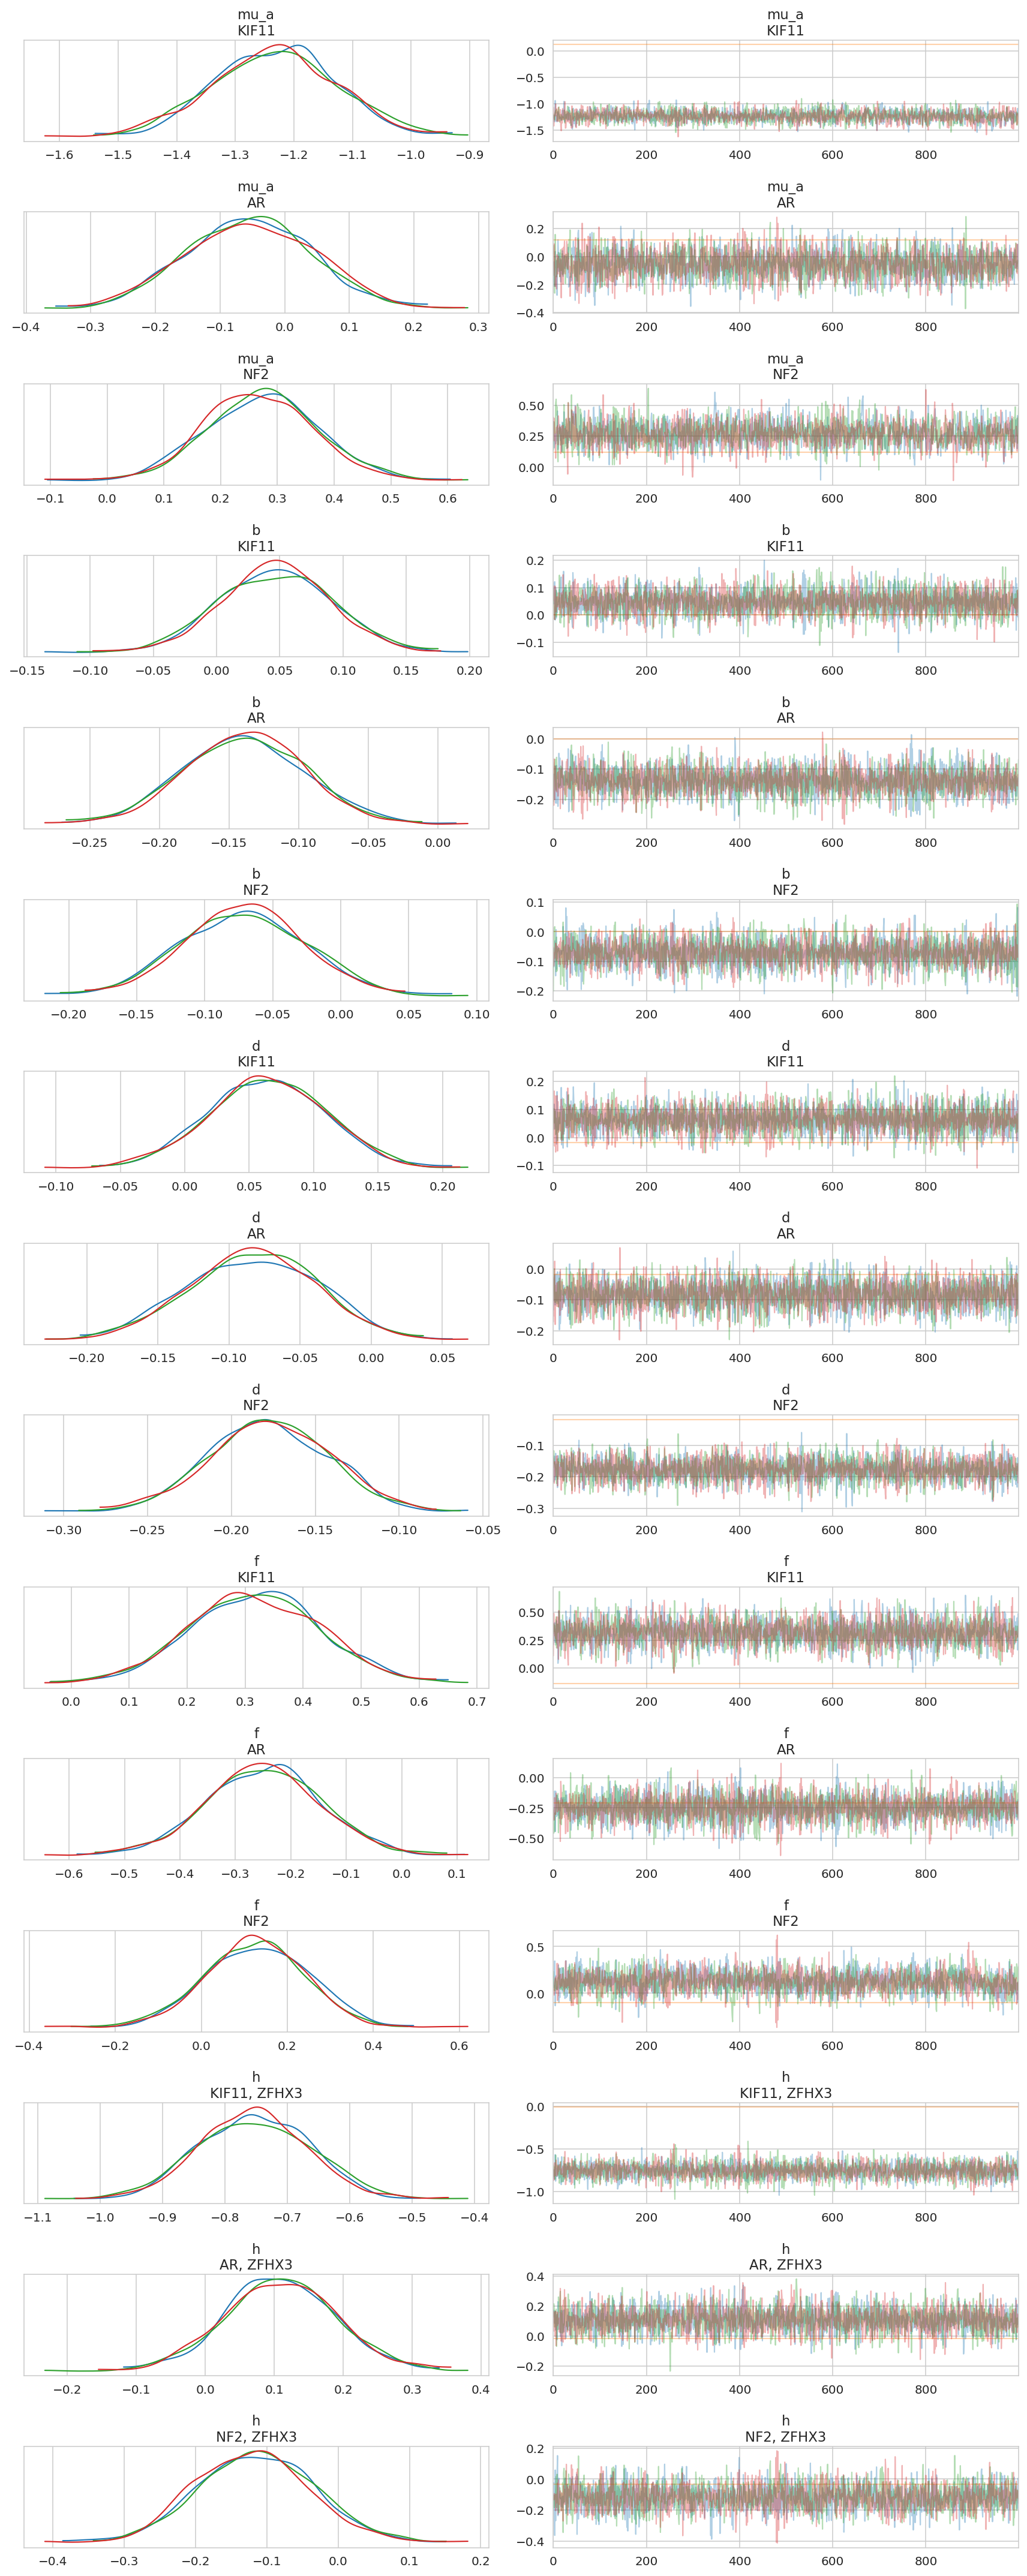 mu_a
KIF11
−1.6 −1.5 −1.4 −1.3 −1.2 −1.1 −1.0 −0.9
mu_a
KIF11
0.0
−0.5
−1.0
−1.5
0 200 400 600 800
mu_a
AR
−0.4 −0.3 −0.2 −0.1 0.0 0.1 0.2 0.3
mu_a
AR
0.2
0.0
−0.2
−0.4
0 200 400 600 800
mu_a
NF2
−0.1 0.0 0.1 0.2 0.3 0.4 0.5 0.6
mu_a
NF2
0.50
0.25
0.00
0 200 400 600 800
b
KIF11
−0.15 −0.10 −0.05 0.00 0.05 0.10 0.15 0.20
b
KIF11
0.2
0.1
0.0
−0.1
0 200 400 600 800
b
AR
−0.25 −0.20 −0.15 −0.10 −0.05 0.00
b
AR
0.0
−0.1
−0.2
0 200 400 600 800
b
NF2
−0.20 −0.15 −0.10 −0.05 0.00 0.05 0.10
b
NF2
0.1
0.0
−0.1
−0.2
0 200 400 600 800
d
KIF11
−0.10 −0.05 0.00 0.05 0.10 0.15 0.20
d
KIF11
0.2
0.1
0.0
−0.1
0 200 400 600 800
d
AR
−0.20 −0.15 −0.10 −0.05 0.00 0.05
d
AR
0.0
−0.1
−0.2
0 200 400 600 800
d
NF2
−0.30 −0.25 −0.20 −0.15 −0.10 −0.05
d
NF2
−0.1
−0.2
−0.3
0 200 400 600 800
f
KIF11
0.0 0.1 0.2 0.3 0.4 0.5 0.6 0.7
f
KIF11
0.50
0.25
0.00
0 200 400 600 800
f
AR
−0.6 −0.5 −0.4 −0.3 −0.2 −0.1 0.0 0.1
f
AR
0.00
−0.25
−0.50
0 200 400 600 800
f
NF2
−0.4 −0.2 0.0 0.2 0.4 0.6
f
NF2
0.5
0.0
0 200 400 600 800
h
KIF11, ZFHX3
−1.1 −1.0 −0.9 −0.8 −0.7 −0.6 −0.5 −0.4
h
KIF11, ZFHX3
0.0
−0.5
−1.0
0 200 400 600 800
h
AR, ZFHX3
−0.2 −0.1 0.0 0.1 0.2 0.3 0.4
h
AR, ZFHX3
0.4
0.2
0.0
−0.2
0 200 400 600 800
h
NF2, ZFHX3
−0.4 −0.3 −0.2 −0.1 0.0 0.1 0.2
h
NF2, ZFHX3
0.2
0.0
−0.2
−0.4
0 200 400 600 800